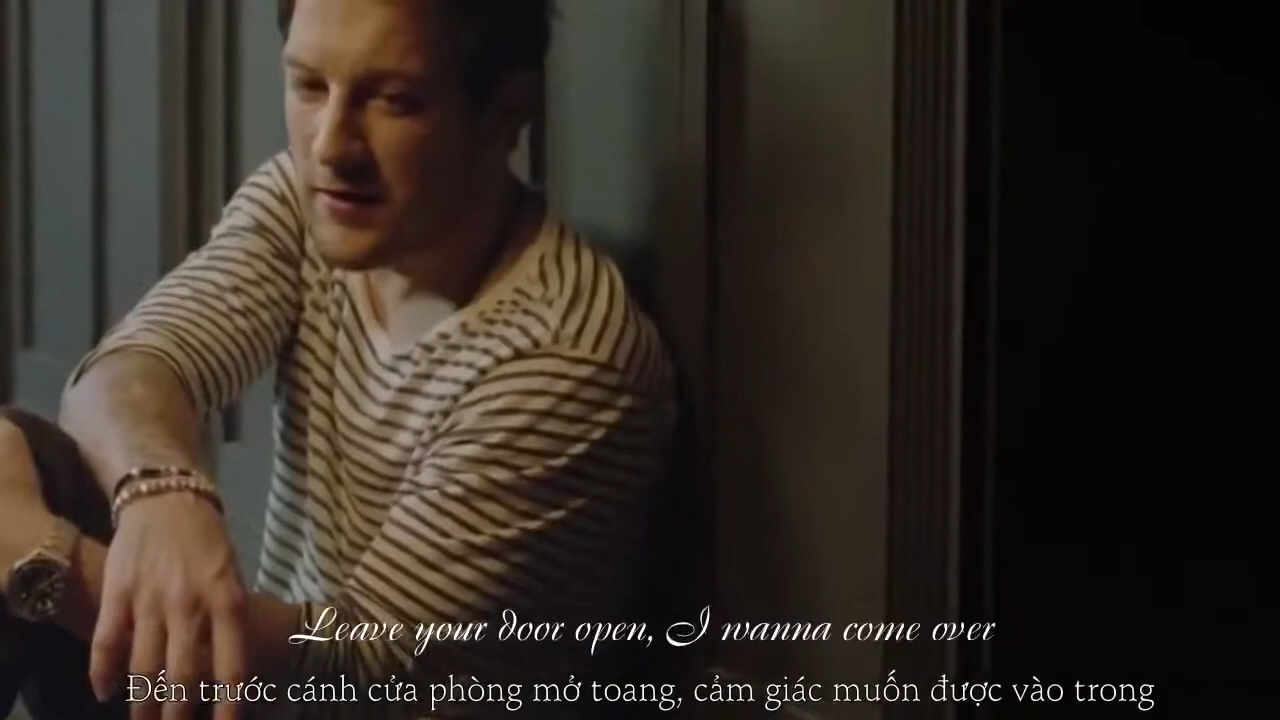 Leave your door open, I wanna come over
Đến trước cánh cửa phòng mở toang, cảm giác muốn được vào trong